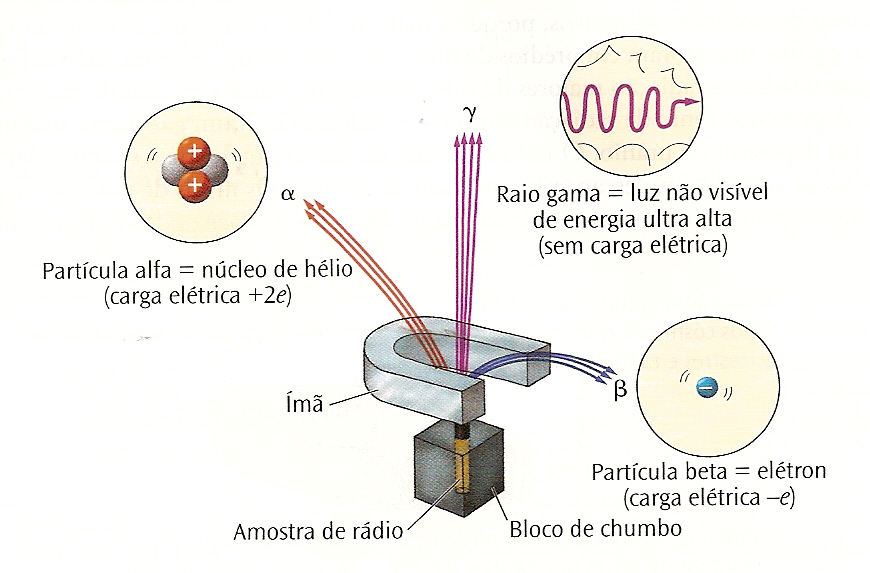 γ
+
+
α
Raio gama = luz não visível
de energia ultra alta
(sem carga elétrica)
Partícula alfa = núcleo de hélio
(carga elétrica +2e)
Ímã
β
−
Partícula beta = elétron
(carga elétrica –e)
Amostra de rádio
Bloco de chumbo